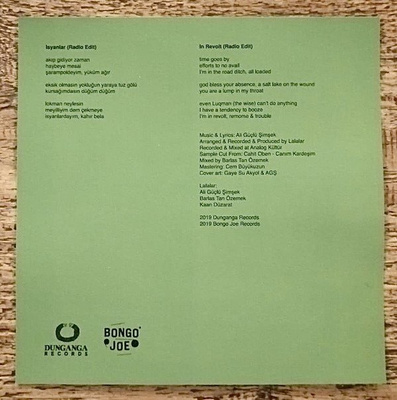 Isyanlar (Radio Edit)
akıp gidiyor zaman
haybeye mesai
şarampoldeyim, yüküm ağır
eksik olmasın yokluğun yaraya tuz gölü
kursağımdasın düğüm düğüm
lokman neylesin
meyilliyim dem çekmeye
isyanlardayım, kahır bela
In Revolt (Radio Edit)
time goes by
efforts to no avail
I'm in the road ditch, all loaded
god bless your absence, a salt lake on the wound
you are a lump in my throat
even Luqman (the wise) can't do anything
I have a tendency to booze
I'm in revolt, remorse & trouble
Music & Lyrics: Ali Güçlü Şimşek
Arranged & Recorded & Produced by Lalalar
Recorded & Mixed at Analog Kültür
Sample Cut From: Cahit Oben - Canım Kardeşim
Mixed by Barlas Tan Özemek
Mastering: Cem Büyükuzun
Cover art: Gaye Su Akyol & AGŞ
Lalalar:
Ali Güçlü Şimşek
Barlas Tan Özemek
Kaan Düzarat
2019 Dunganga Records
2019 Bongo Joe Records
DUNGANGA
RECORDS
BONGO
JOE